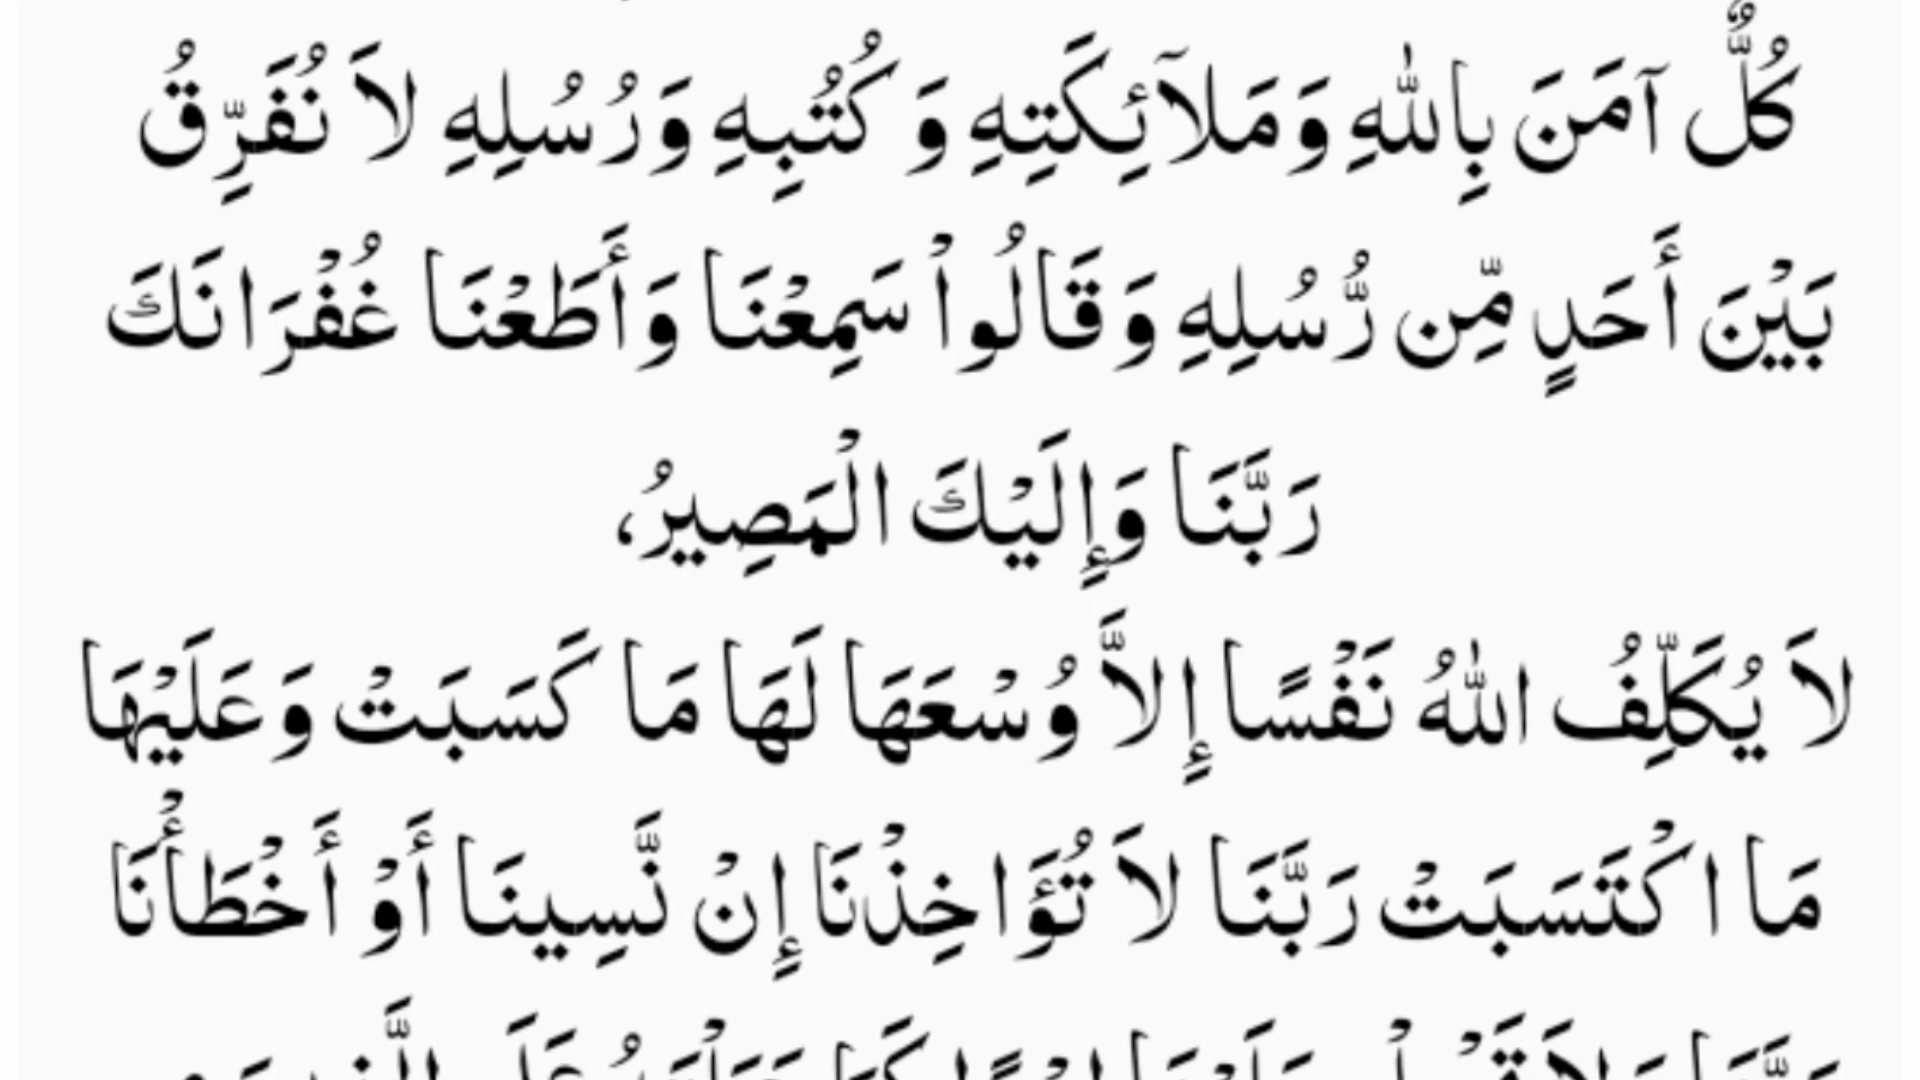 كُلٌّ آمَنَ بِاللّٰهِ وَمَلآئِكَتِهِ وَكُتُبِهِ وَرُسُلِهِ لاَ نُفَرِّقُ
بَيْنَ أَحَدٍ مِّن رُّسُلِهِ وَقَالُواْ سَمِعْنَا وَأَطَعْنَا غُفْرَانَكَ
رَبَّنَا وَإِلَيْكَ الْمَصِيرُ،
لاَ يُكَلِّفُ اللّٰهُ نَفْسًا إِلاَّ وُسْعَهَا لَهَا مَا كَسَبَتْ وَعَلَيْهَا
مَا اكْتَسَبَتْ رَبَّنَا لاَ تُؤَاخِذْنَا إِنْ نَّسِينَا أَوْ أَخْطَأْنَا